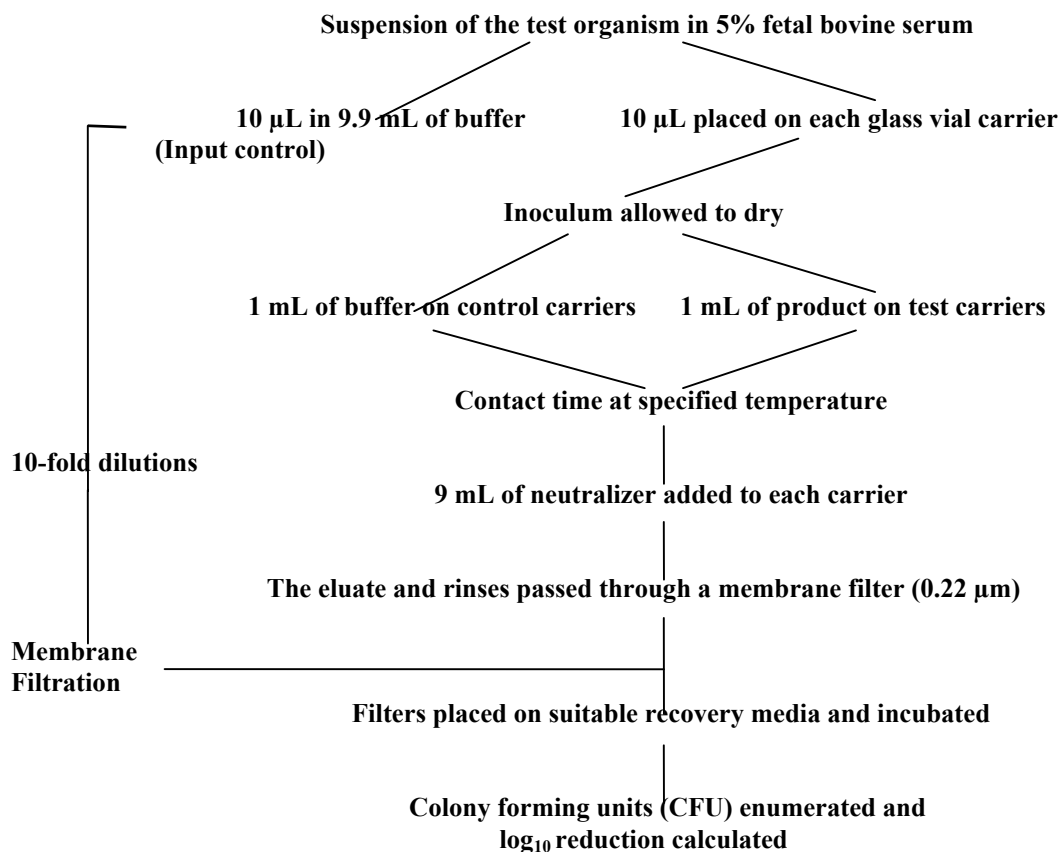 Suspension of the test organism in 5% fetal bovine serum
10 µL in 9.9 mL of buffer
(Input control)
10 µL placed on each glass vial carrier
Inoculum allowed to dry
1 mL of buffer on control carriers
1 mL of product on test carriers
Contact time at specified temperature
10-fold dilutions
9 mL of neutralizer added to each carrier
The eluate and rinses passed through a membrane filter (0.22 µm)
Membrane
Filtration
Filters placed on suitable recovery media and incubated
Colony forming units (CFU) enumerated and
log₁₀ reduction calculated